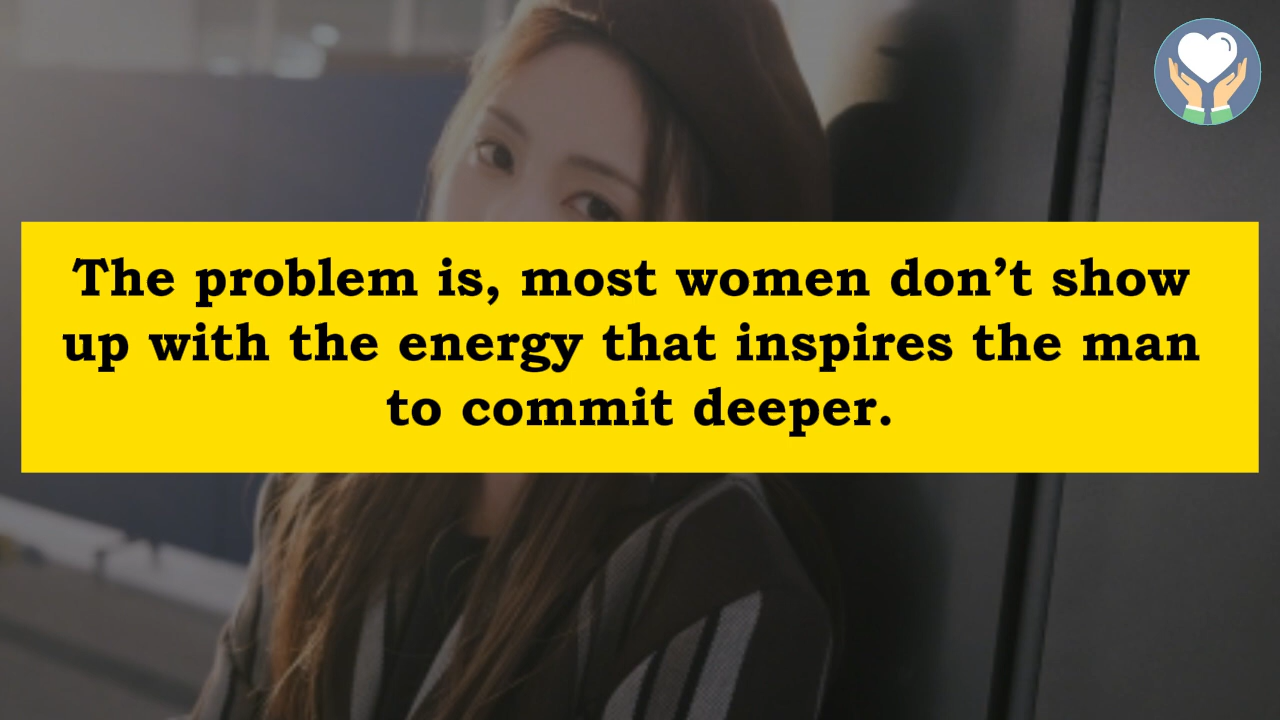 The problem is, most women don’t show
up with the energy that inspires the man
to commit deeper.